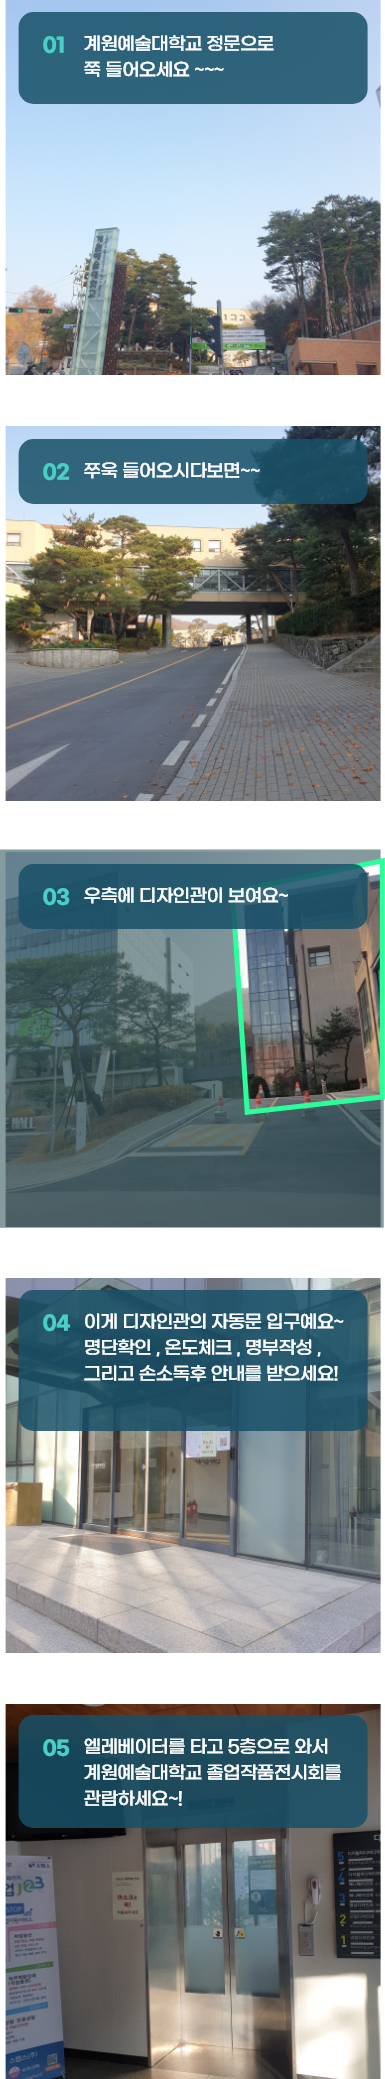 01 계원예술대학교 정문으로
쭉 들어오세요 ~~~
02 쭈욱 들어오시다보면~~
03 우측에 디자인관이 보여요~
04 이게 디자인관의 자동문 입구예요~
명단확인 , 온도체크 , 명부작성 ,
그리고 손소독후 안내를 받으세요!
05 엘레베이터를 타고 5층으로 와서
계원예술대학교 졸업작품전시회를
관람하세요~!
5
4
3
2
1